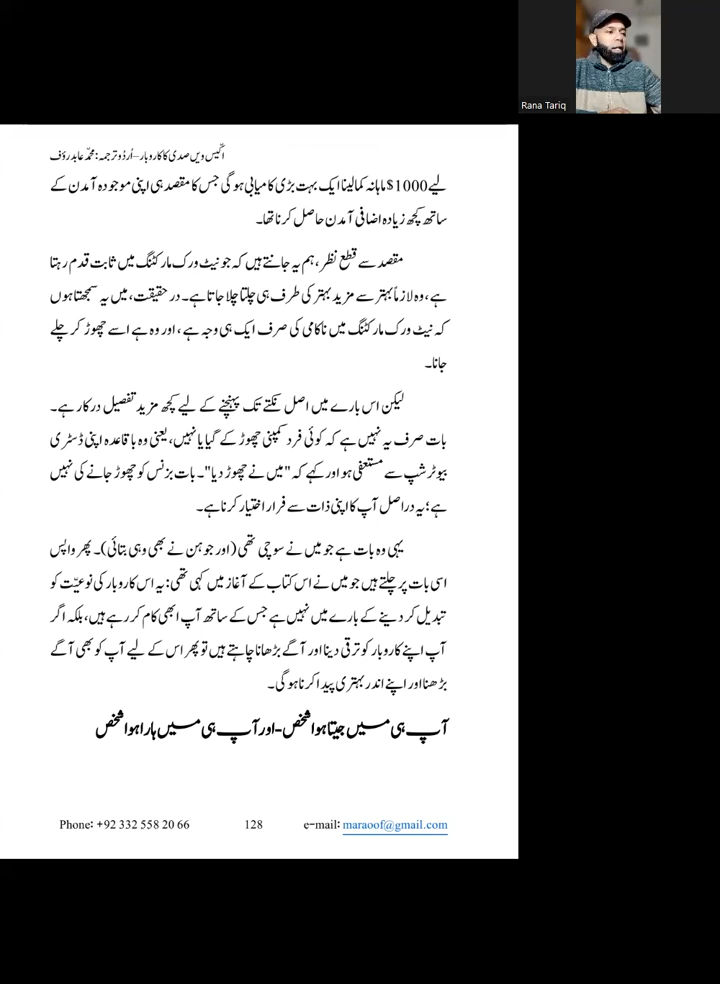 Rana Tariq
اکّیس ویں صدی کا کاروبار – اُردُو ترجمہ: محمّد عابد رؤف
لیے 1000$ ماہانہ کما لینا ایک بہت بڑی کامیابی ہو گی جس کا مقصد ہی اپنی موجودہ آمدن کے
ساتھ کچھ زیادہ اضافی آمدن حاصل کرنا تھا۔
مقصد سے قطع نظر، ہم یہ جانتے ہیں کہ جو نیٹ ورک مارکٹنگ میں ثابت قدم رہتا
ہے، وہ لازماً بہتر سے مزید بہتر کی طرف ہی چلتا چلا جاتا ہے۔ در حقیقت، میں یہ سمجھتا ہوں
کہ نیٹ ورک مارکٹنگ میں ناکامی کی صرف ایک ہی وجہ ہے، اور وہ ہے اسے چھوڑ کر چلے
جانا۔
لیکن اس بارے میں اصل نکتے تک پہنچنے کے لیے کچھ مزید تفصیل درکار ہے۔
بات صرف یہ نہیں ہے کہ کوئی فرد کمپنی چھوڑ کے گیا یا نہیں، یعنی وہ باقاعدہ اپنی ڈسٹری
بیوٹر شپ سے مستعفی ہو اور کہے کہ "میں نے چھوڑ دیا"۔ بات بزنس کو چھوڑ جانے کی نہیں
ہے؛ یہ دراصل آپ کا اپنی ذات سے فرار اختیار کرنا ہے۔
یہی وہ بات ہے جو میں نے سوچی تھی (اور جو ہن نے بھی وہی بتائی)۔ پھر واپس
اسی بات پر چلتے ہیں جو میں نے اس کتاب کے آغاز میں کہی تھی: یہ اس کاروبار کی نوعیّت کو
تبدیل کر دینے کے بارے میں نہیں ہے جس کے ساتھ آپ ابھی کام کر رہے ہیں، بلکہ اگر
آپ اپنے کاروبار کو ترقی دینا اور آگے بڑھانا چاہتے ہیں تو پھر اس کے لیے آپ کو بھی آگے
بڑھنا اور اپنے اندر بہتری پیدا کرنا ہو گی۔
آپ ہی میں جیتا ہوا شخص - اور آپ ہی میں ہارا ہوا شخص
Phone: +92 332 558 20 66 128 e-mail: maraoof@gmail.com